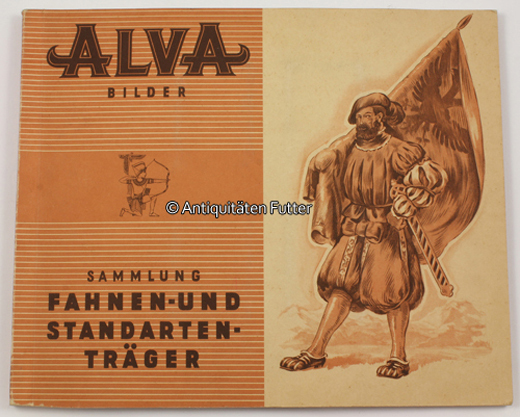 ALVA
BILDER
© Antiquitäten Futter
SAMMLUNG
FAHNEN-UND
STANDARTEN-
TRÄGER